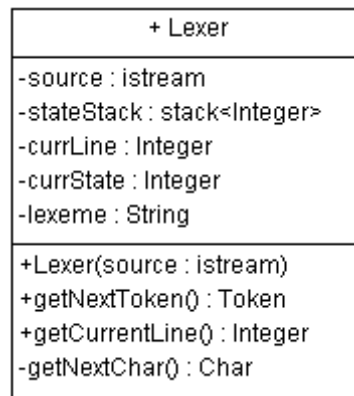 + Lexer
-source : istream
-stateStack : stack<Integer>
-currLine : Integer
-currState : Integer
-lexeme : String
+Lexer(source : istream)
+getNextToken() : Token
+getCurrentLine() : Integer
-getNextChar() : Char